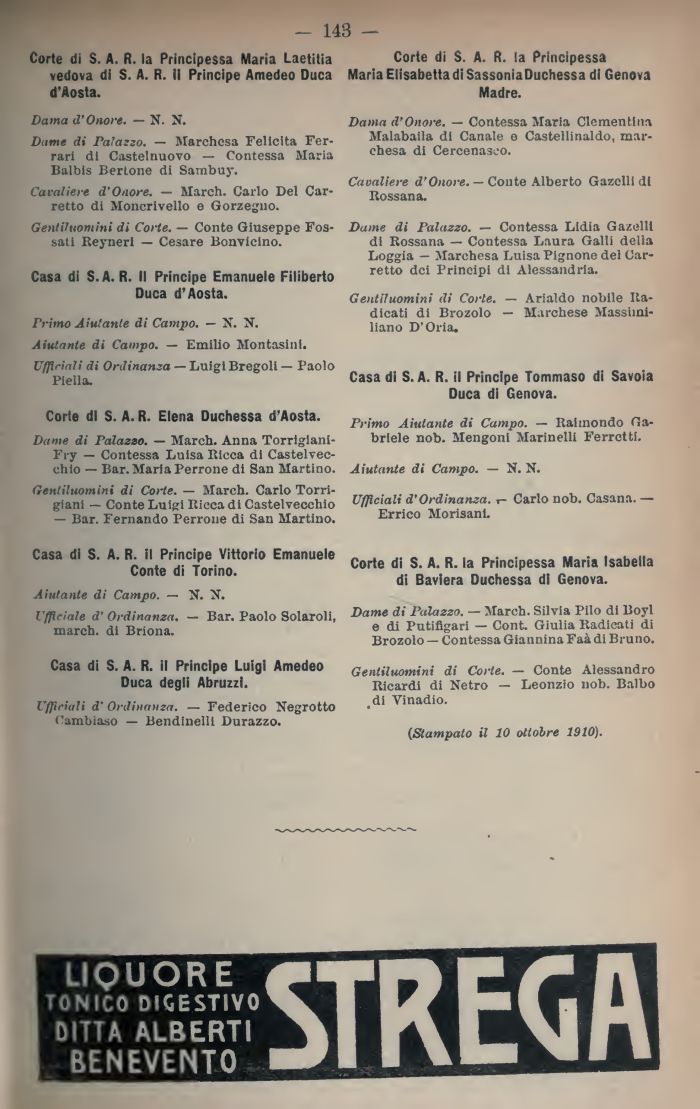 — 143 —
Corte di S. A. R. la Principessa Maria Laetitia
vedova di S. A. R. il Principe Amedeo Duca
d'Aosta.
Dama d'Onore. — N. N.
Dame di Palazzo. — Marchesa Felicita Fer-
rari di Castelnuovo — Contessa Maria
Balbis Bertone di Sambuy.
Cavaliere d'Onore. — March. Carlo Del Car-
retto di Moncrivello e Gorzegno.
Gentiluomini di Corte. — Conte Giuseppe Fos-
sati Reyneri — Cesare Bonvicino.
Casa di S. A. R. Il Principe Emanuele Filiberto
Duca d'Aosta.
Primo Aiutante di Campo. — N. N.
Aiutante di Campo. — Emilio Montasini.
Ufficiali di Ordinanza — Luigi Bregoli — Paolo
Piella.
Corte di S. A. R. Elena Duchessa d'Aosta.
Dame di Palazzo. — March. Anna Torrigiani-
Fry — Contessa Luisa Ricca di Castelvec-
chio — Bar. Maria Perrone di San Martino.
Gentiluomini di Corte. — March. Carlo Torri-
giani — Conte Luigi Ricca di Castelvecchio
— Bar. Fernando Perrone di San Martino.
Casa di S. A. R. il Principe Vittorio Emanuele
Conte di Torino.
Aiutante di Campo. — N. N.
Ufficiale d'Ordinanza. — Bar. Paolo Solaroli,
march. di Briona.
Casa di S. A. R. il Principe Luigi Amedeo
Duca degli Abruzzi.
Ufficiali d'Ordinanza. — Federico Negrotto
Cambiaso — Bendinelli Durazzo.
Corte di S. A. R. la Principessa
Maria Elisabetta di Sassonia Duchessa di Genova
Madre.
Dama d'Onore. — Contessa Maria Clementina
Malabaila di Canale e Castellinaldo, mar-
chesa di Cercenasco.
Cavaliere d'Onore. — Conte Alberto Gazelli di
Rossana.
Dame di Palazzo. — Contessa Lidia Gazelli
di Rossana — Contessa Laura Galli della
Loggia — Marchesa Luisa Pignone del Car-
retto dei Principi di Alessandria.
Gentiluomini di Corte. — Arialdo nobile Ra-
dicati di Brozolo — Marchese Massimi-
liano D'Oria.
Casa di S. A. R. il Principe Tommaso di Savoia
Duca di Genova.
Primo Aiutante di Campo. — Raimondo Ga-
briele nob. Mengoni Marinelli Ferretti.
Aiutante di Campo. — N. N.
Ufficiali d'Ordinanza. — Carlo nob. Casana. —
Errico Morisani.
Corte di S. A. R. la Principessa Maria Isabella
di Baviera Duchessa di Genova.
Dame di Palazzo. — March. Silvia Pilo di Boyl
e di Putifigari — Cont. Giulia Radicati di
Brozolo — Contessa Giannina Faà di Bruno.
Gentiluomini di Corte. — Conte Alessandro
Ricardi di Netro — Leonzio nob. Balbo
di Vinadio.
(Stampato il 10 ottobre 1910).
LIQUORE
TONICO DIGESTIVO
DITTA ALBERTI
BENEVENTO
STREGA